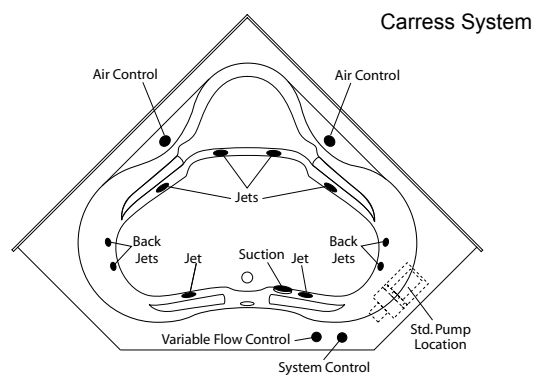 Carress System
Air Control
Air Control
Jets
Back
Jets
Back
Jets
Jet
Suction
Jet
Std. Pump
Location
Variable Flow Control
System Control